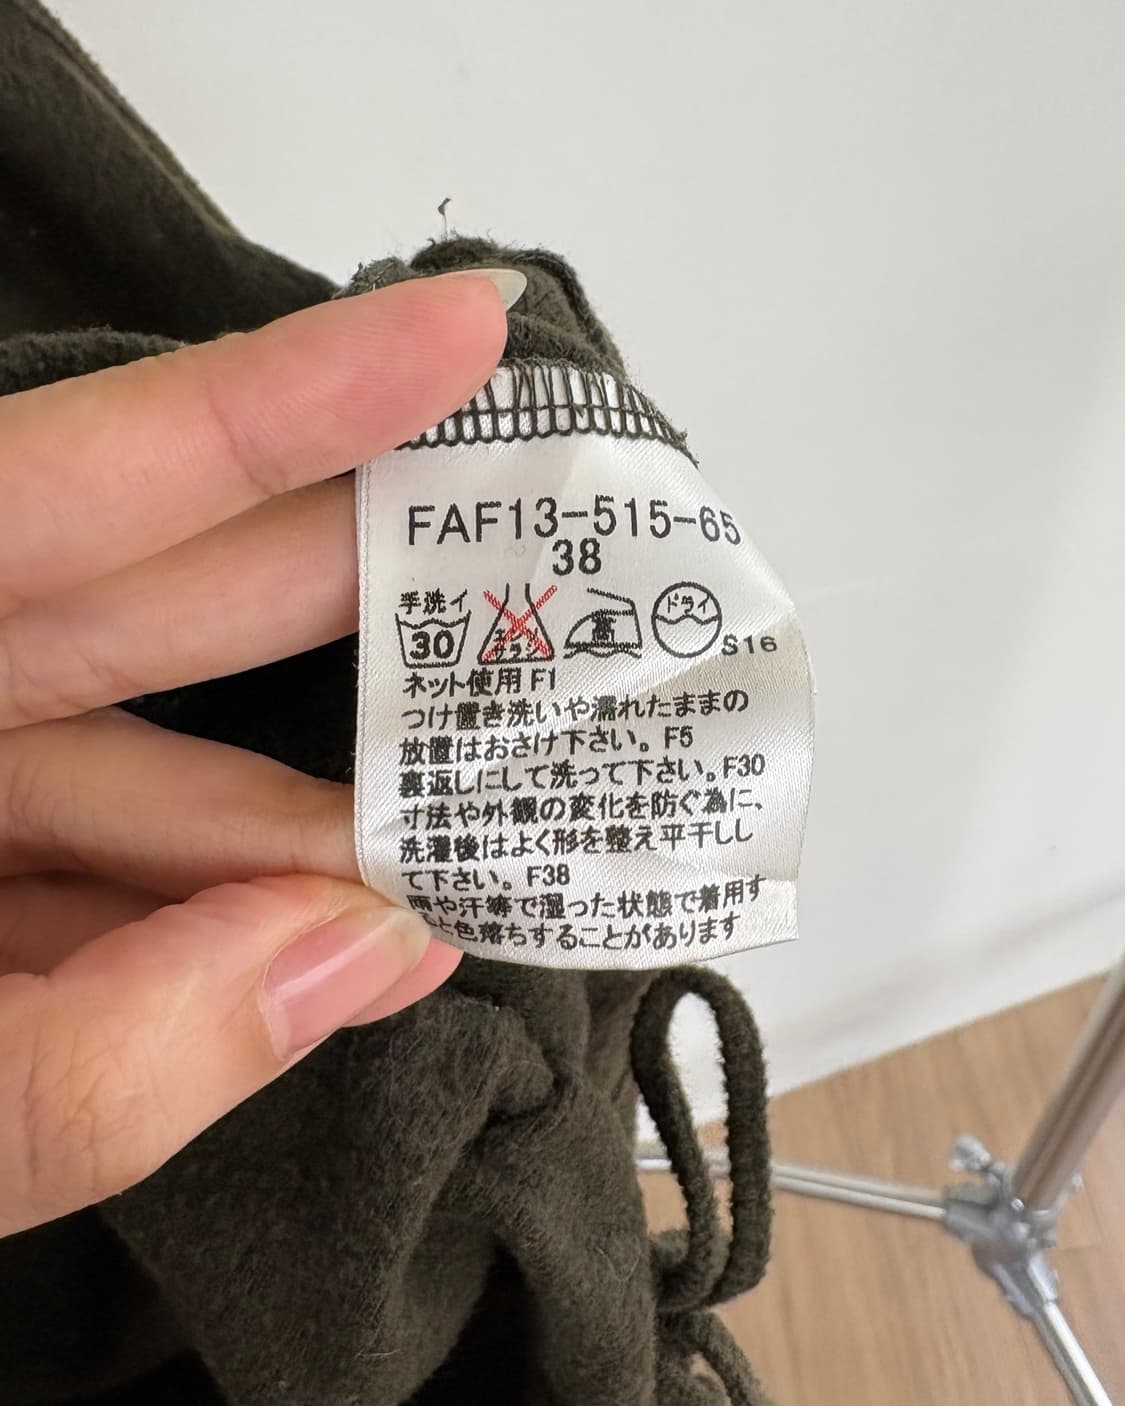 FAF13-515-65
38
手洗イ ドライ
30 エンソ サラシ 高 S16
ネット使用 F1
つけ置き洗いや濡れたままの
放置はおさけ下さい。F5
裏返しにして洗って下さい。F30
寸法や外観の変化を防ぐ為に、
洗濯後はよく形を整え平干しし
て下さい。F38
雨や汗等で湿った状態で着用す
ると色落ちすることがあります